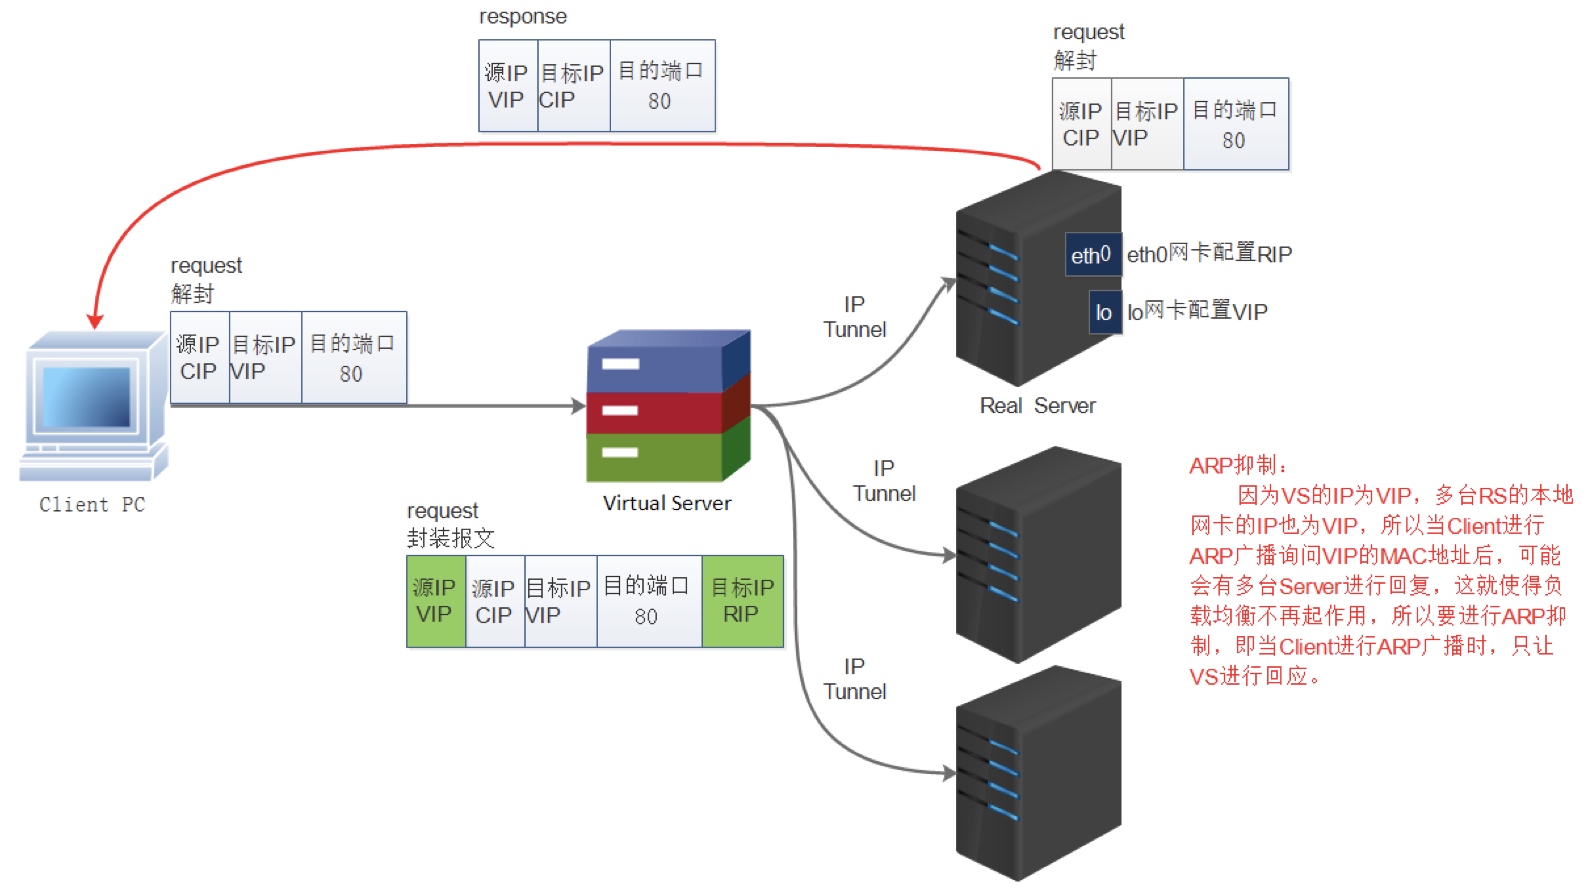 response
源IP 目标IP 目的端口
VIP CIP 80
request
解封
源IP 目标IP 目的端口
CIP VIP 80
eth0 eth0网卡配置RIP
lo lo网卡配置VIP
Real Server
request
解封
源IP 目标IP 目的端口
CIP VIP 80
Client PC
Virtual Server
IP
Tunnel
IP
Tunnel
IP
Tunnel
request
封装报文
源IP 源IP 目标IP 目的端口 目标IP
VIP CIP VIP 80 RIP
ARP抑制：
因为VS的IP为VIP，多台RS的本地
网卡的IP也为VIP，所以当Client进行
ARP广播询问VIP的MAC地址后，可能
会有多台Server进行回复，这就使得负
载均衡不再起作用，所以要进行ARP抑
制，即当Client进行ARP广播时，只让
VS进行回应。